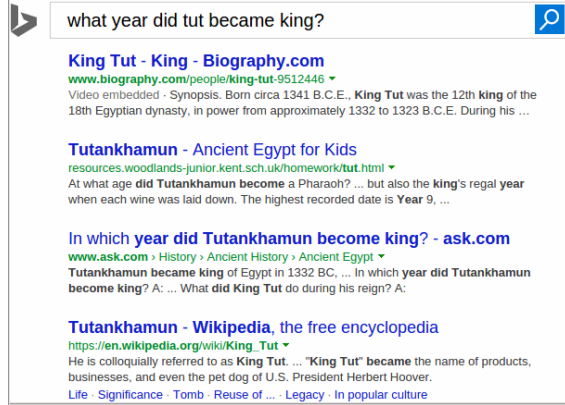 what year did tut became king?
King Tut - King - Biography.com
www.biography.com/people/king-tut-9512446
Video embedded · Synopsis. Born circa 1341 B.C.E., King Tut was the 12th king of the
18th Egyptian dynasty, in power from approximately 1332 to 1323 B.C.E. During his …
Tutankhamun - Ancient Egypt for Kids
resources.woodlands-junior.kent.sch.uk/homework/tut.html
At what age did Tutankhamun become a Pharaoh? ... but also the king's regal year
when each wine was laid down. The highest recorded date is Year 9, ...
In which year did Tutankhamun become king? - ask.com
www.ask.com › History › Ancient History › Ancient Egypt
Tutankhamun became king of Egypt in 1332 BC, ... In which year did Tutankhamun
become king? A: ... What did King Tut do during his reign? A:
Tutankhamun - Wikipedia, the free encyclopedia
https://en.wikipedia.org/wiki/King_Tut
He is colloquially referred to as King Tut. ... "King Tut" became the name of products,
businesses, and even the pet dog of U.S. President Herbert Hoover.
Life · Significance · Tomb · Reuse of ... · Legacy · In popular culture